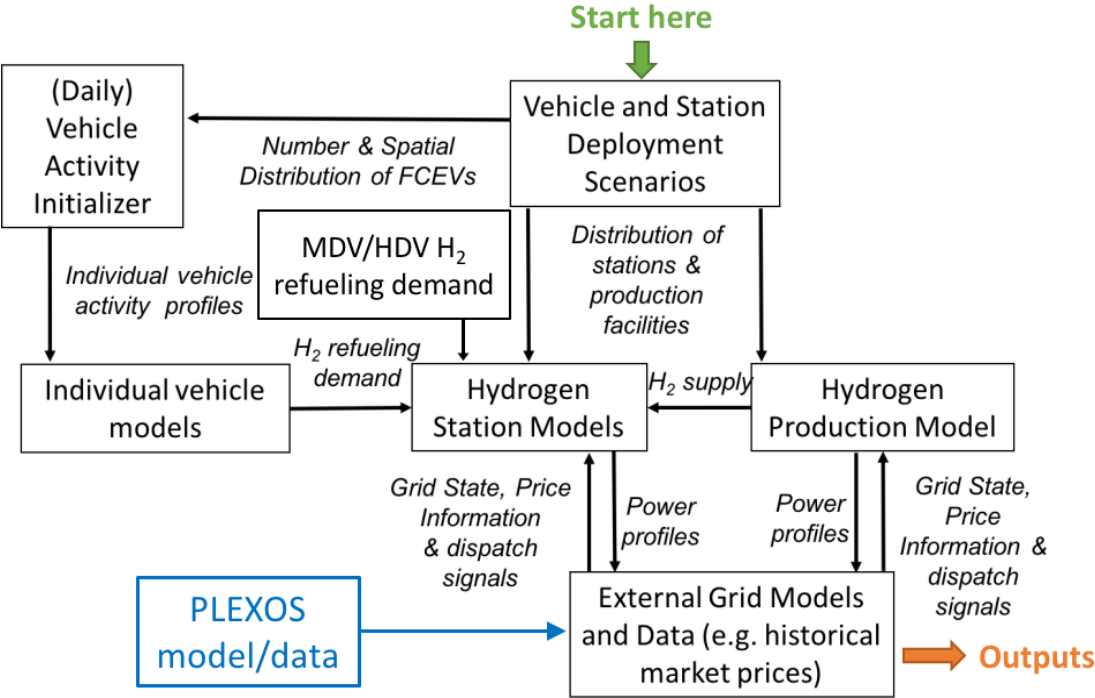 Start here
(Daily)
Vehicle
Activity
Initializer
Vehicle and Station
Deployment
Scenarios
Number & Spatial
Distribution of FCEVs
MDV/HDV H₂
refueling demand
Distribution of
stations &
production
facilities
Individual vehicle
activity profiles
H₂ refueling
demand
Individual vehicle
models
Hydrogen
Station Models
H₂ supply
Hydrogen
Production Model
Grid State, Price
Information
& dispatch
signals
Power
profiles
Power
profiles
Grid State,
Price
Information &
dispatch
signals
PLEXOS
model/data
External Grid Models
and Data (e.g. historical
market prices)
Outputs